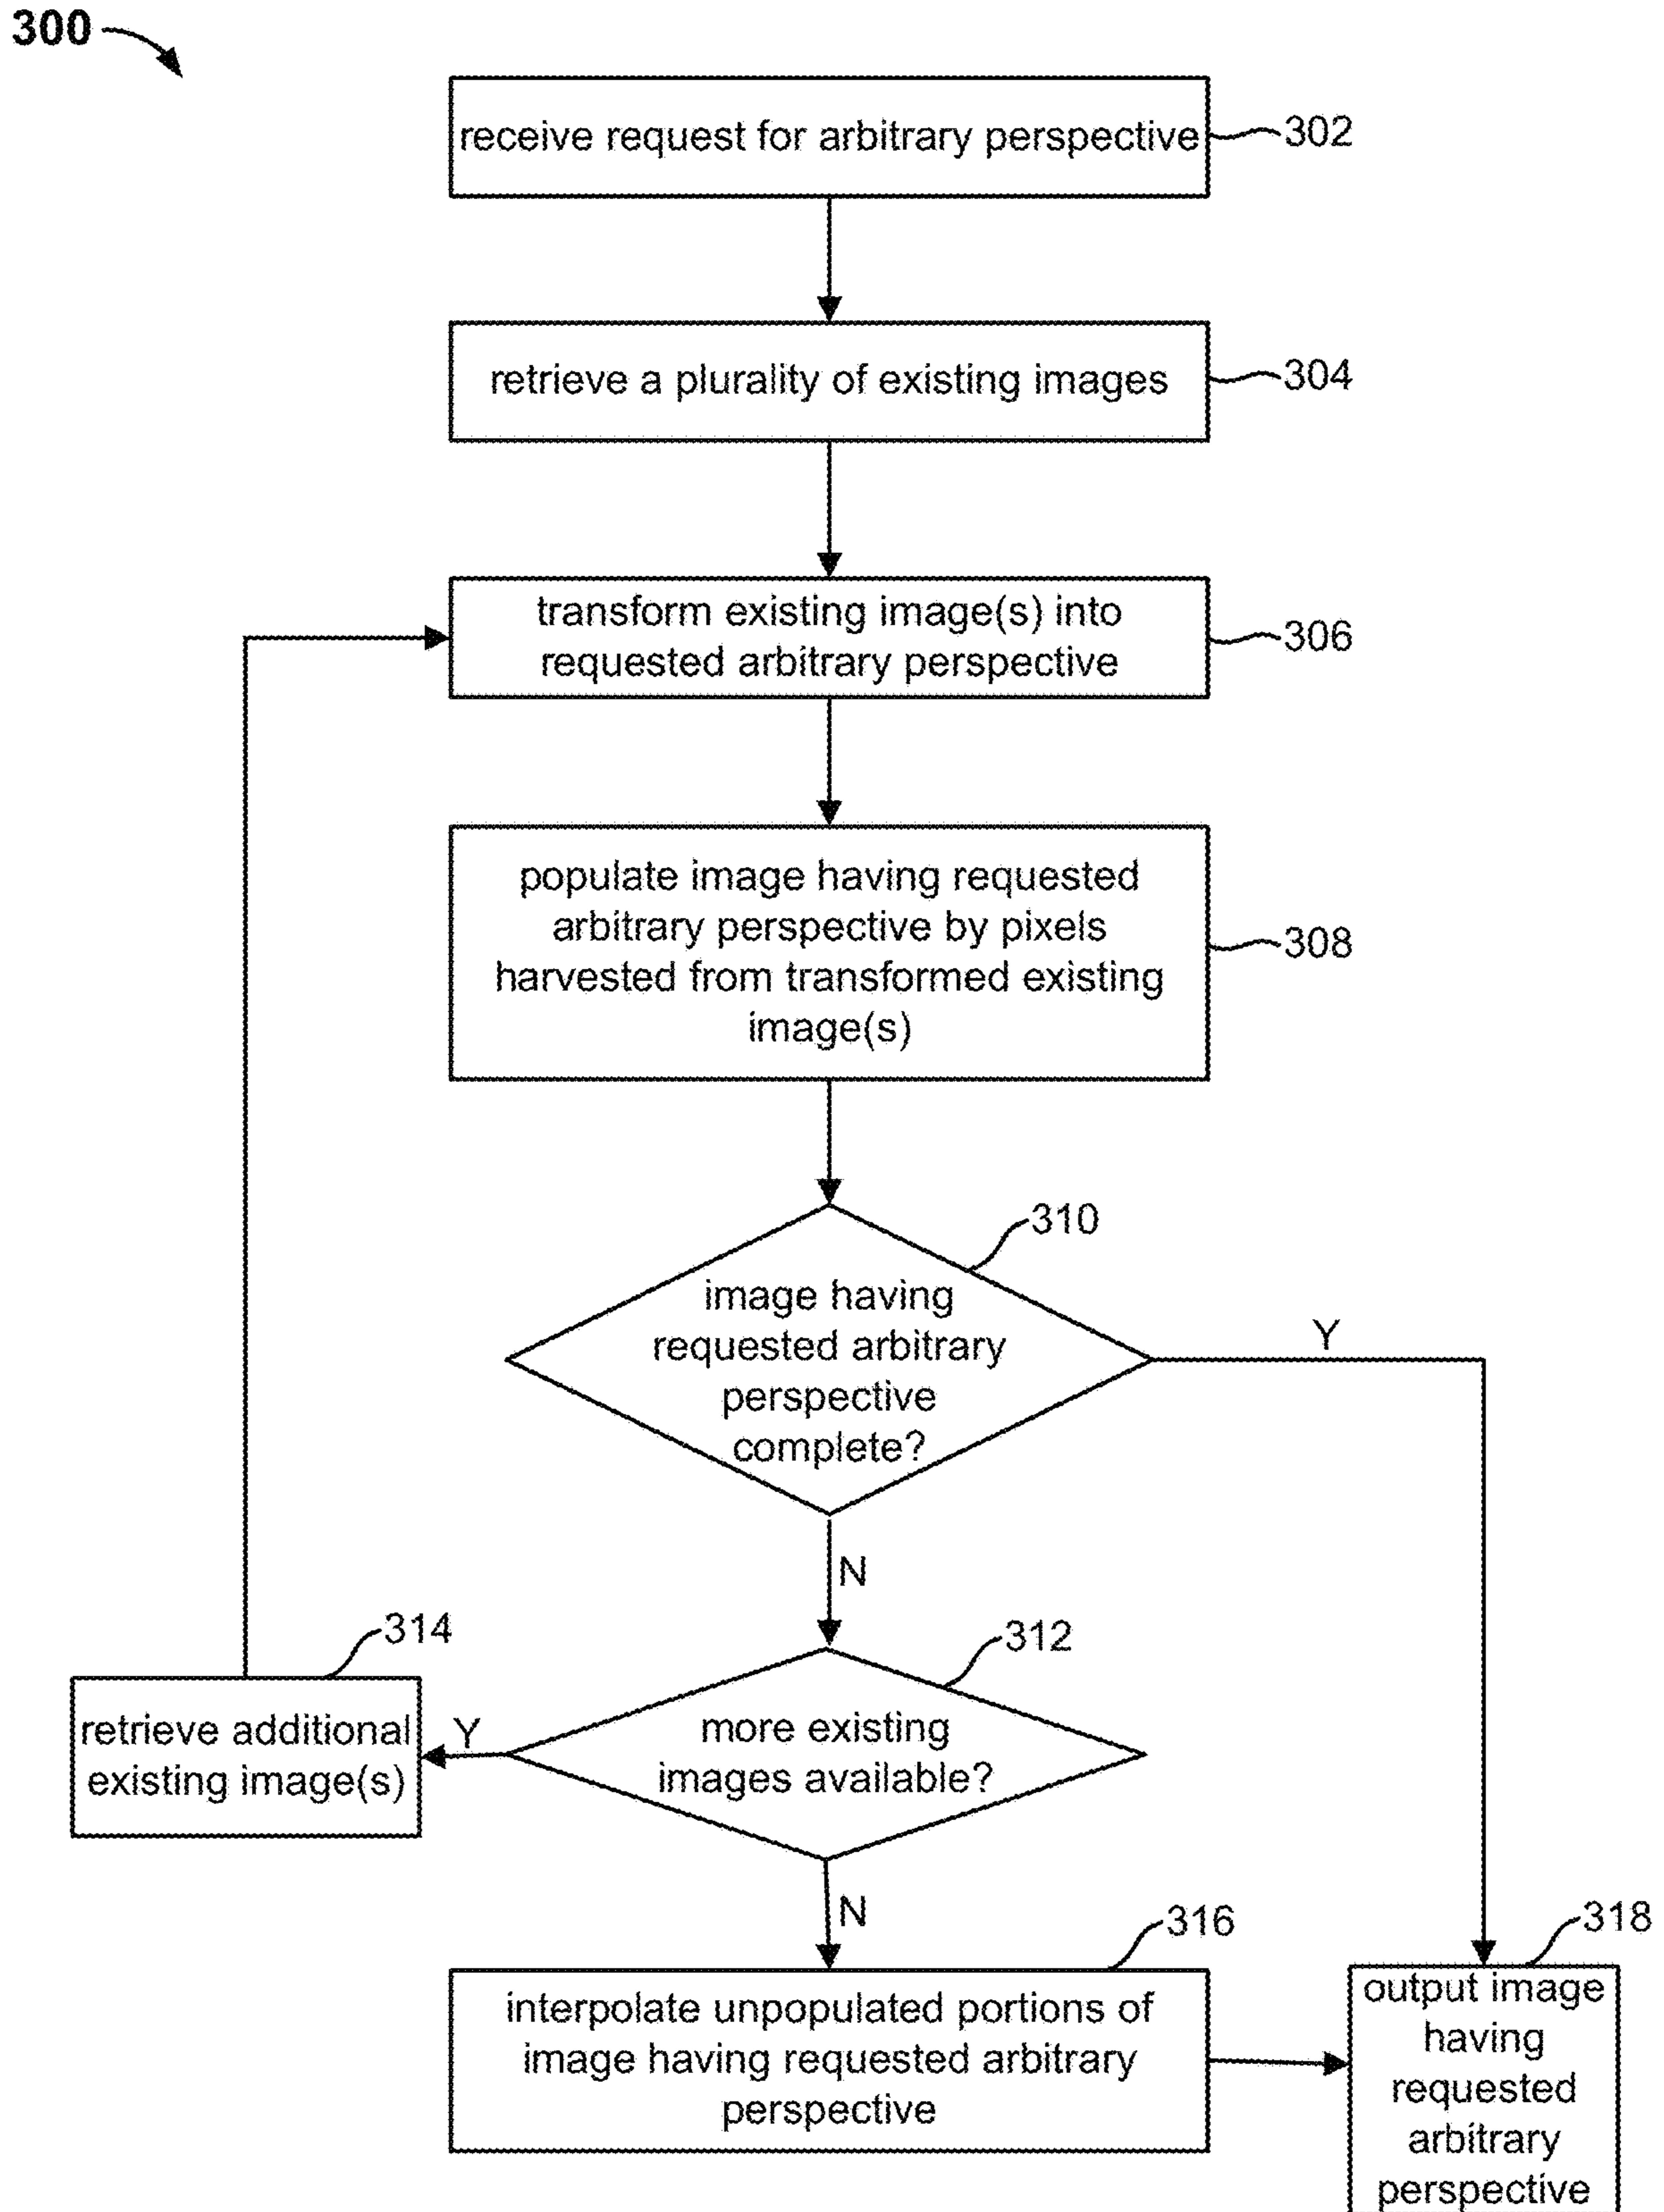 300
receive request for arbitrary perspective
302
retrieve a plurality of existing images
304
transform existing image(s) into
requested arbitrary perspective
306
populate image having requested
arbitrary perspective by pixels
harvested from transformed existing
image(s)
308
310
image having
requested arbitrary
perspective
complete?
Y
N
314
312
retrieve additional
existing image(s)
Y
more existing
images available?
N
316
318
interpolate unpopulated portions of
image having requested arbitrary
perspective
output image
having
requested
arbitrary
perspective